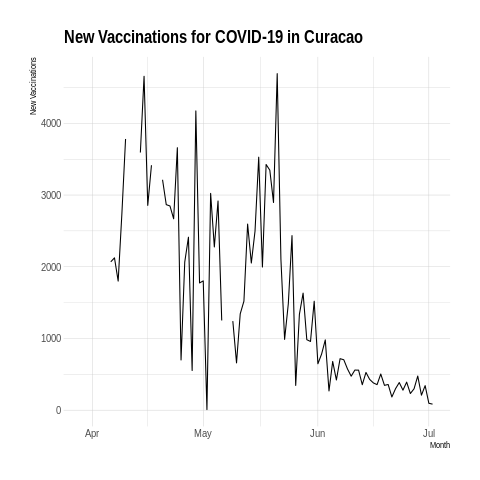 New Vaccinations for COVID-19 in Curacao
New Vaccinations
4000
3000
2000
1000
0
Apr May Jun Jul
Month